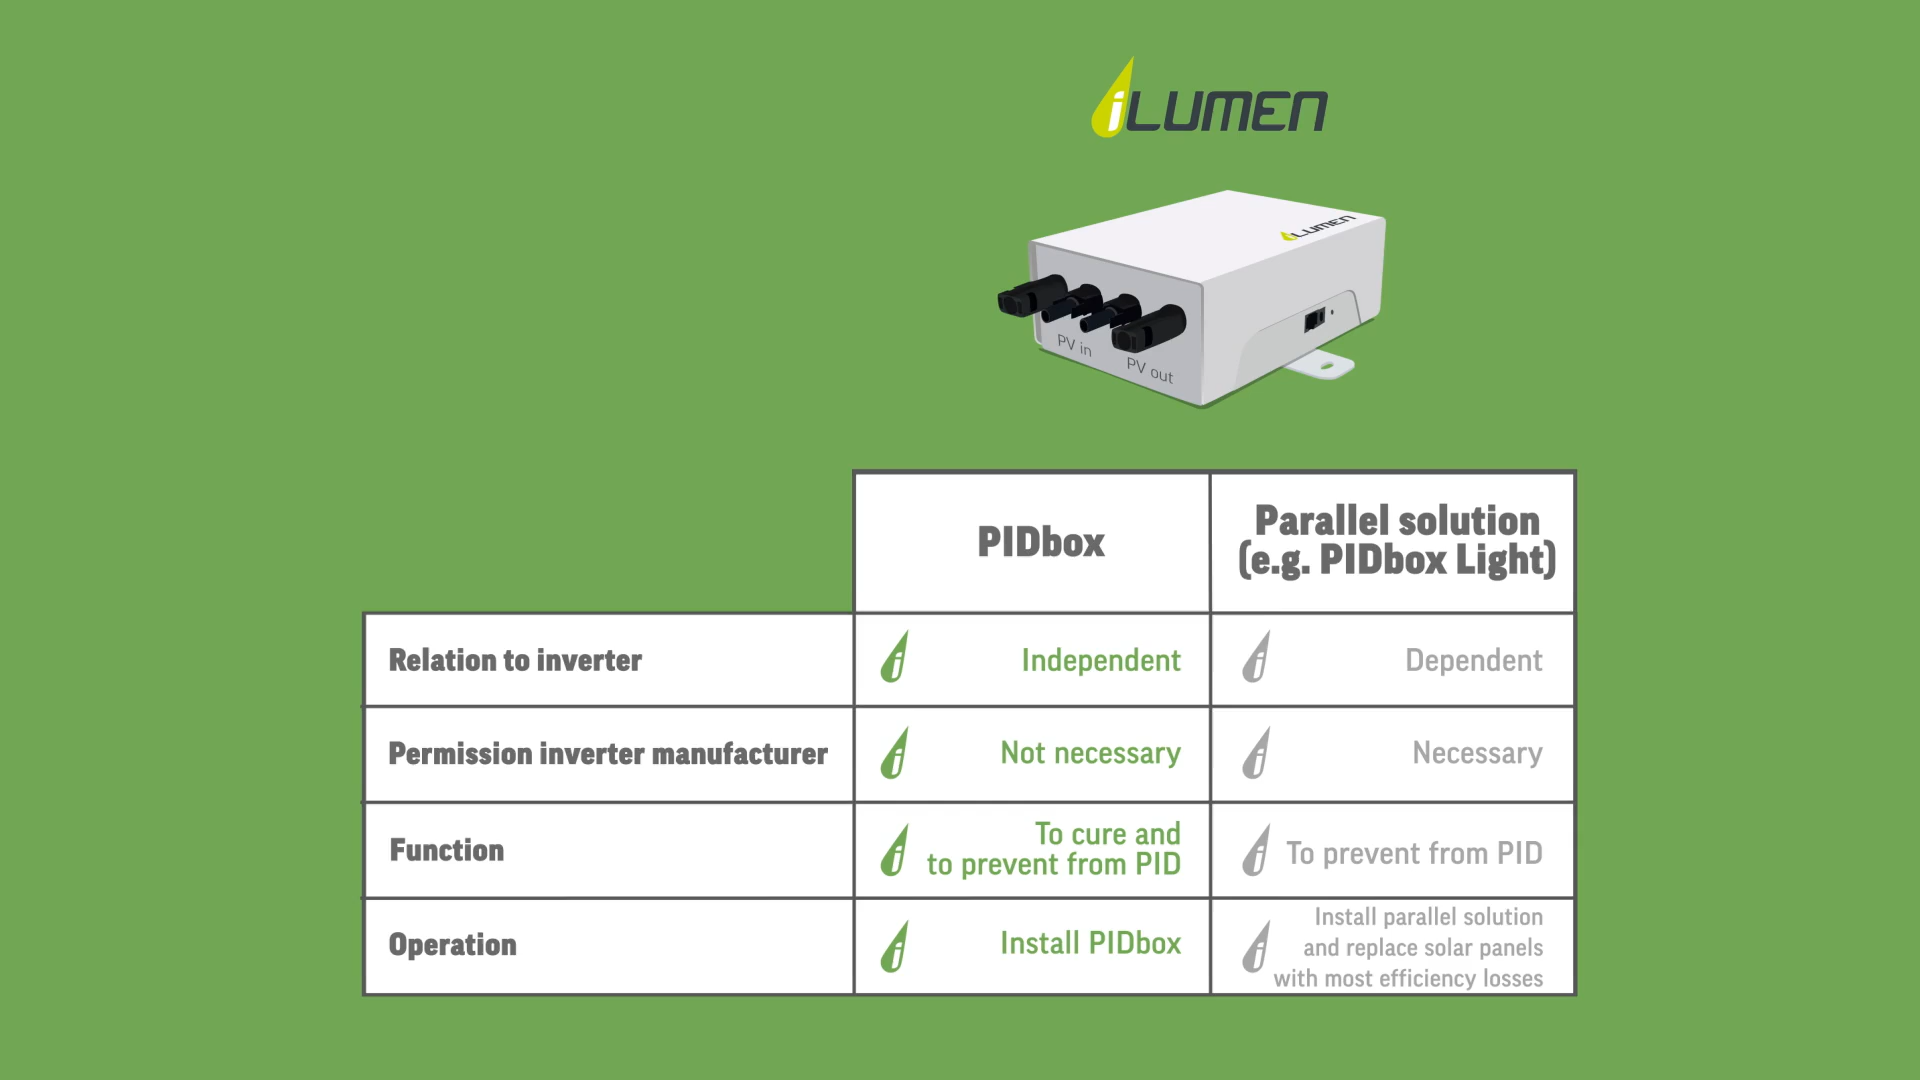 iLUMEN
iLUMEN
PV in
PV out
PIDbox
Parallel solution
(e.g. PIDbox Light)
Relation to inverter
Independent
Dependent
Permission inverter manufacturer
Not necessary
Necessary
Function
To cure and
to prevent from PID
To prevent from PID
Operation
Install PIDbox
Install parallel solution
and replace solar panels
with most efficiency losses